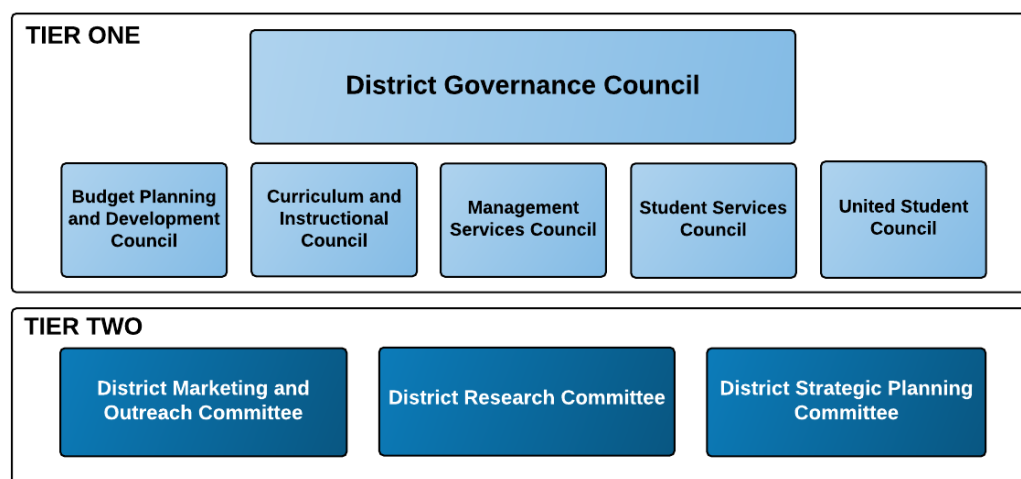 TIER ONE
District Governance Council
Budget Planning
and Development
Council
Curriculum and
Instructional
Council
Management
Services Council
Student Services
Council
United Student
Council
TIER TWO
District Marketing and
Outreach Committee
District Research Committee
District Strategic Planning
Committee